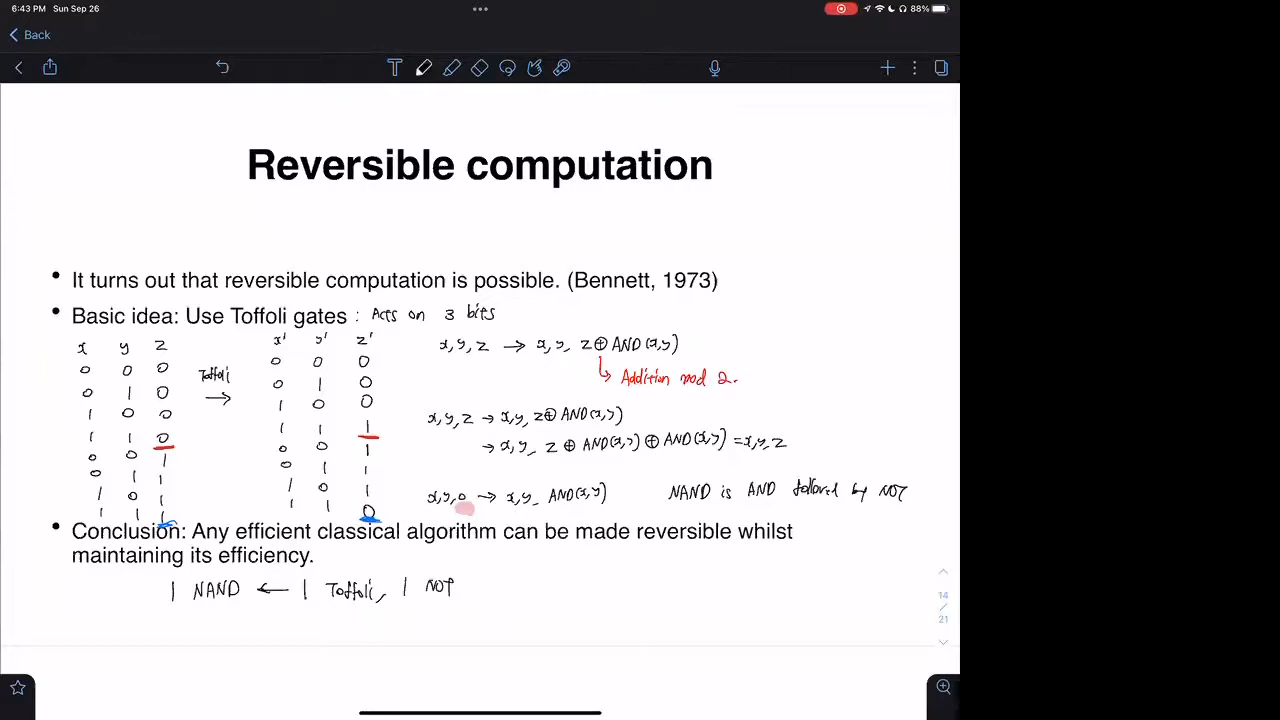 6:43 PM Sun Sep 26
88%
Back
Reversible computation
• It turns out that reversible computation is possible. (Bennett, 1973)
• Basic idea: Use Toffoli gates : Acts on 3 bits
x y z
0 0 0
0 1 0
1 0 0
1 1 0
0 0 1
0 1 1
1 0 1
1 1 1
Toffoli
→
x' y' z'
0 0 0
0 1 0
1 0 0
1 1 1
0 0 1
0 1 1
1 0 1
1 1 0
x, y, z → x, y, z ⊕ AND(x,y)
↳ Addition mod 2.
x, y, z → x, y, z ⊕ AND(x,y)
→ x, y, z ⊕ AND(x,y) ⊕ AND(x,y) = x, y, z
x, y, 0 → x, y, AND(x,y)
NAND is AND followed by NOT
• Conclusion: Any efficient classical algorithm can be made reversible whilst
maintaining its efficiency.
1 NAND ← 1 Toffoli, 1 NOT
14
/
21